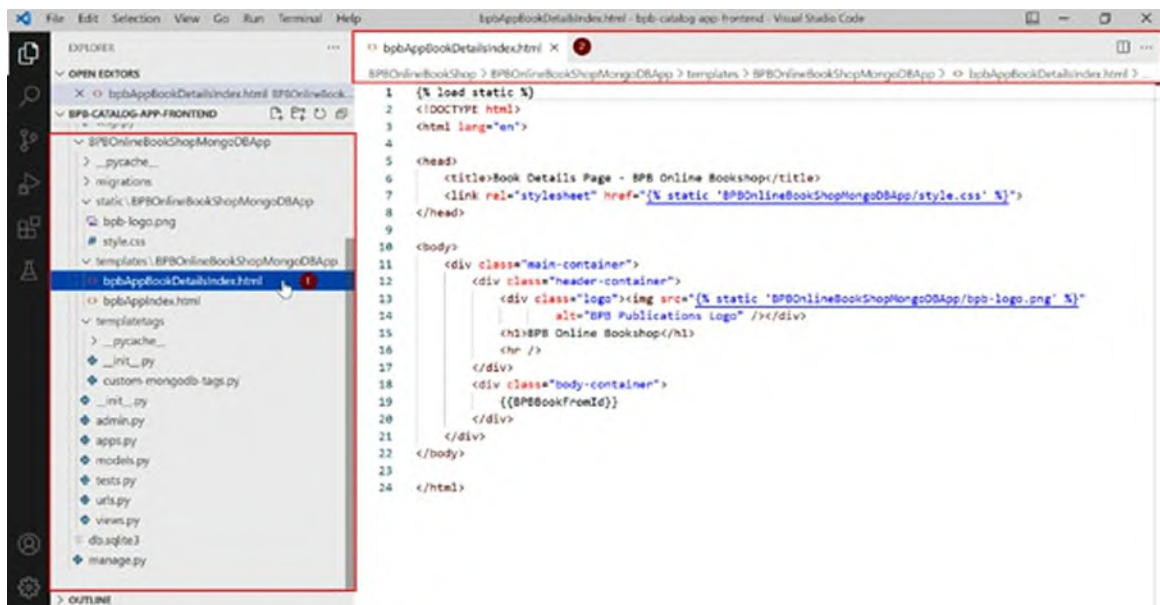 File Edit Selection View Go Run Terminal Help
bpbAppBookDetailsIndex.html - bpb-catalog-app-frontend - Visual Studio Code
EXPLORER
OPEN EDITORS
bpbAppBookDetailsIndex.html BPBOnlineBook...
BPB-CATALOG-APP-FRONTEND
BPBOnlineBookShopMongoDBApp
__pycache__
migrations
static \ BPBOnlineBookShopMongoDBApp
bpb-logo.png
# style.css
templates \ BPBOnlineBookShopMongoDBApp
bpbAppBookDetailsIndex.html 1
bpbAppIndex.html
templatetags
__pycache__
__init__.py
custom-mongodb-tags.py
__init__.py
admin.py
apps.py
models.py
tests.py
urls.py
views.py
db.sqlite3
manage.py
OUTLINE
bpbAppBookDetailsIndex.html 2
BPBOnlineBookShop > BPBOnlineBookShopMongoDBApp > templates > BPBOnlineBookShopMongoDBApp > bpbAppBookDetailsIndex.html > ...
1 {% load static %}
2 <!DOCTYPE html>
3 <html lang="en">
4
5 <head>
6 <title>Book Details Page - BPB Online Bookshop</title>
7 <link rel="stylesheet" href="{% static 'BPBOnlineBookShopMongoDBApp/style.css' %}">
8 </head>
9
10 <body>
11 <div class="main-container">
12 <div class="header-container">
13 <div class="logo"><img src="{% static 'BPBOnlineBookShopMongoDBApp/bpb-logo.png' %}"
14 alt="BPB Publications Logo" /></div>
15 <h1>BPB Online Bookshop</h1>
16 <hr />
17 </div>
18 <div class="body-container">
19 {{BPBBookFromId}}
20 </div>
21 </div>
22 </body>
23
24 </html>